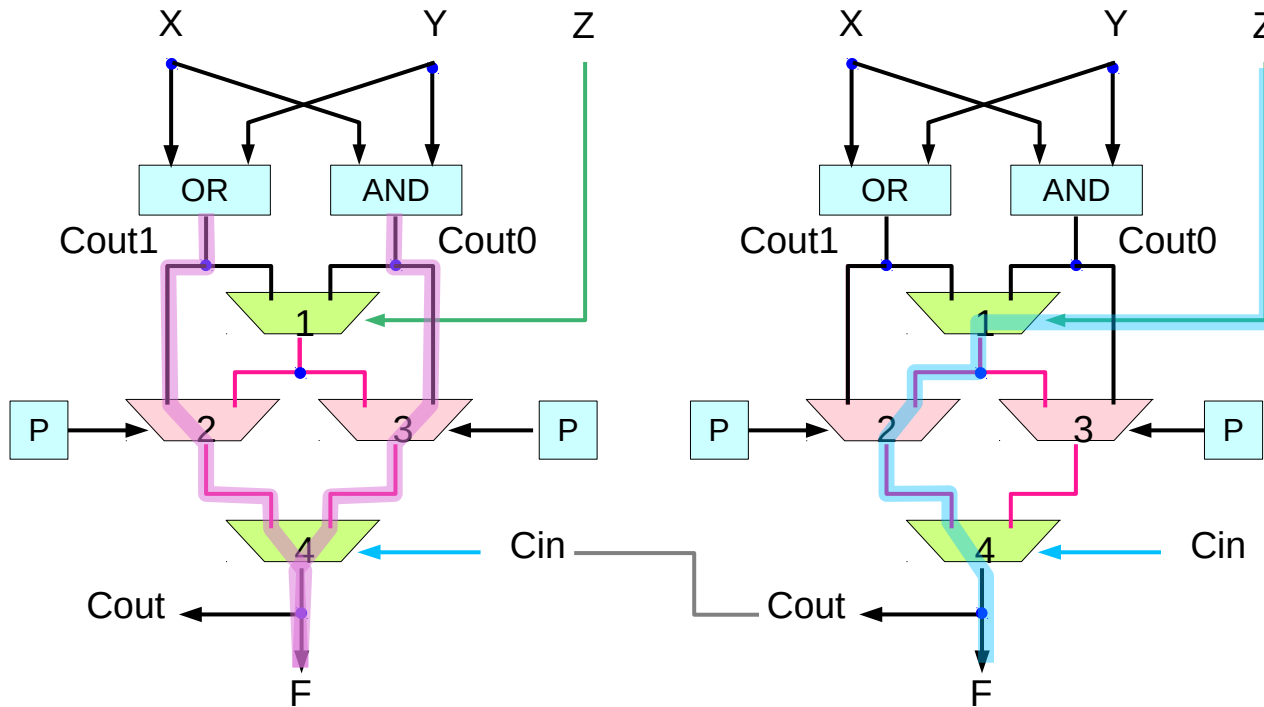 X Y Z X Y Z
OR AND OR AND
Cout1 Cout0 Cout1 Cout0
1 1
P 2 3 P P 2 3 P
4 Cin 4 Cin
Cout Cout
F F